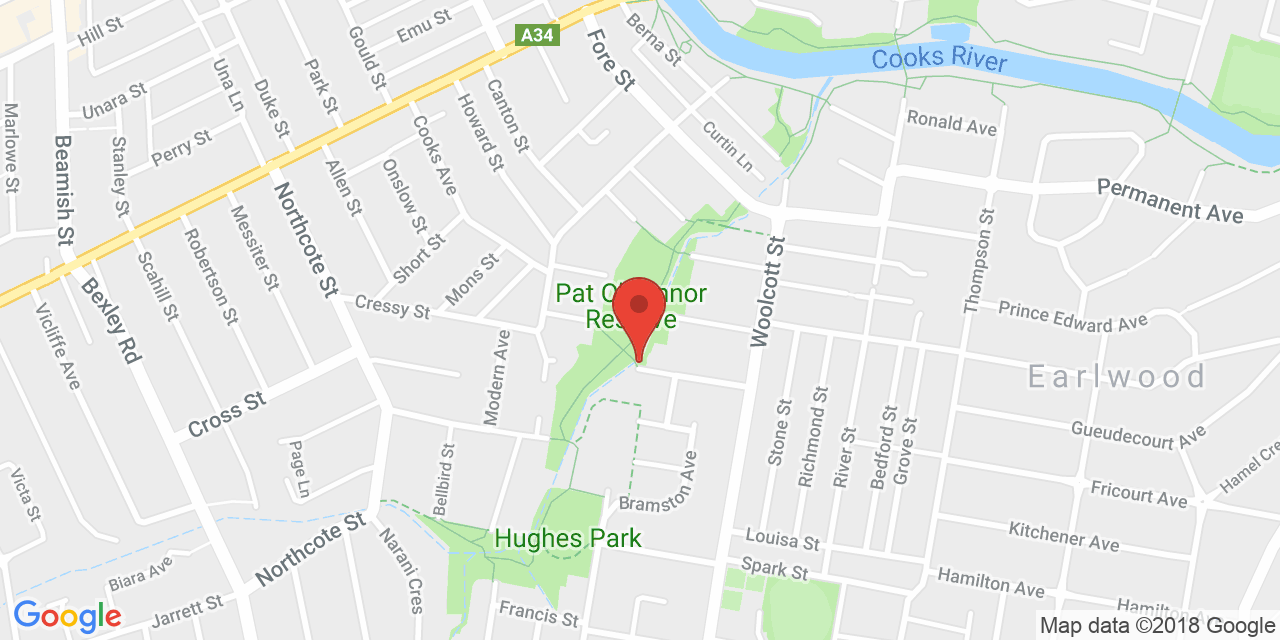 Hill St
Emu St
Gould St
A34
Fore St
Berna St
Cooks River
Unara St
Una Ln
Duke St
Park St
Canton St
Howard St
Curtin Ln
Ronald Ave
Marlowe St
Beamish St
Stanley St
Perry St
Allen St
Cooks Ave
Onslow St
Permanent Ave
Northcote St
Messiter St
Robertson St
Scahill St
Short St
Mons St
Thompson St
Woolcott St
Bexley Rd
Cressy St
Pat O'
nnor
Res
ve
Prince Edward Ave
Vicliffe Ave
Modern Ave
Earlwood
Cross St
Stone St
Richmond St
River St
Bedford St
Grove St
Gueudecourt Ave
Hamel Cre
Page Ln
Bellbird St
Bramston Ave
Fricourt Ave
Victa St
Kitchener Ave
Hughes Park
Louisa St
Northcote St
Narani Cres
Biara Ave
Spark St
Hamilton Ave
Hamilton Av
Jarrett St
Francis St
Google
Map data ©2018 Google